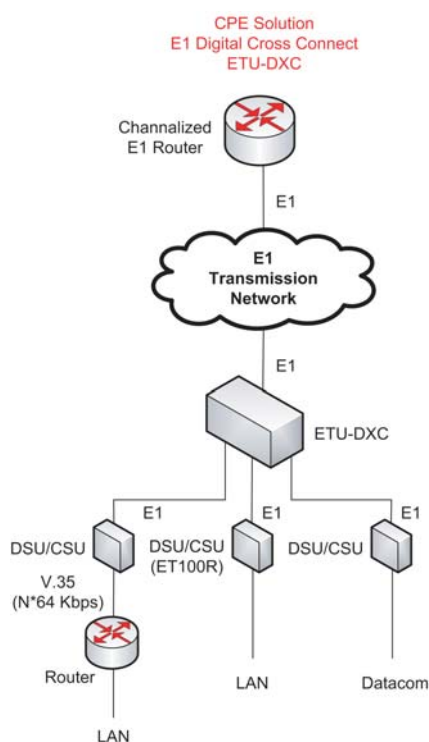 CPE Solution
E1 Digital Cross Connect
ETU-DXC
Channalized
E1 Router
E1
E1
Transmission
Network
E1
ETU-DXC
E1
E1
E1
DSU/CSU
DSU/CSU
(ET100R)
DSU/CSU
V.35
(N*64 Kbps)
Router
LAN
Datacom
LAN